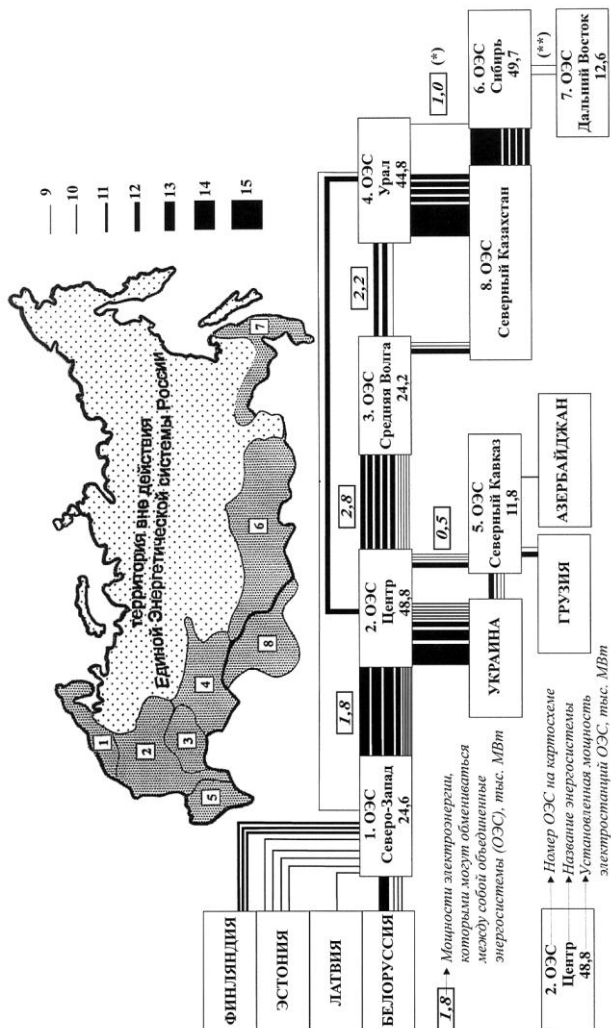 территория вне действия
Единой Энергетической системы России
1
2
3
4
5
6
7
8
9
10
11
12
13
14
15
ФИНЛЯНДИЯ
ЭСТОНИЯ
ЛАТВИЯ
БЕЛОРУССИЯ
1. ОЭС
Северо-Запад
24,6
1,8
2. ОЭС
Центр
48,8
2,8
3. ОЭС
Средняя Волга
24,2
2,2
4. ОЭС
Урал
44,8
1,0 (*)
УКРАИНА
0,5
5. ОЭС
Северный Кавказ
11,8
ГРУЗИЯ
АЗЕРБАЙДЖАН
8. ОЭС
Северный Казахстан
6. ОЭС
Сибирь
49,7
(**)
7. ОЭС
Дальний Восток
12,6
1,8
Мощности электроэнергии,
которыми могут обмениваться
между собой объединенные
энергосистемы (ОЭС), тыс. МВт
2. ОЭС
Центр
48,8
Номер ОЭС на картосхеме
Название энергосистемы
Установленная мощность
электростанций ОЭС, тыс. МВт